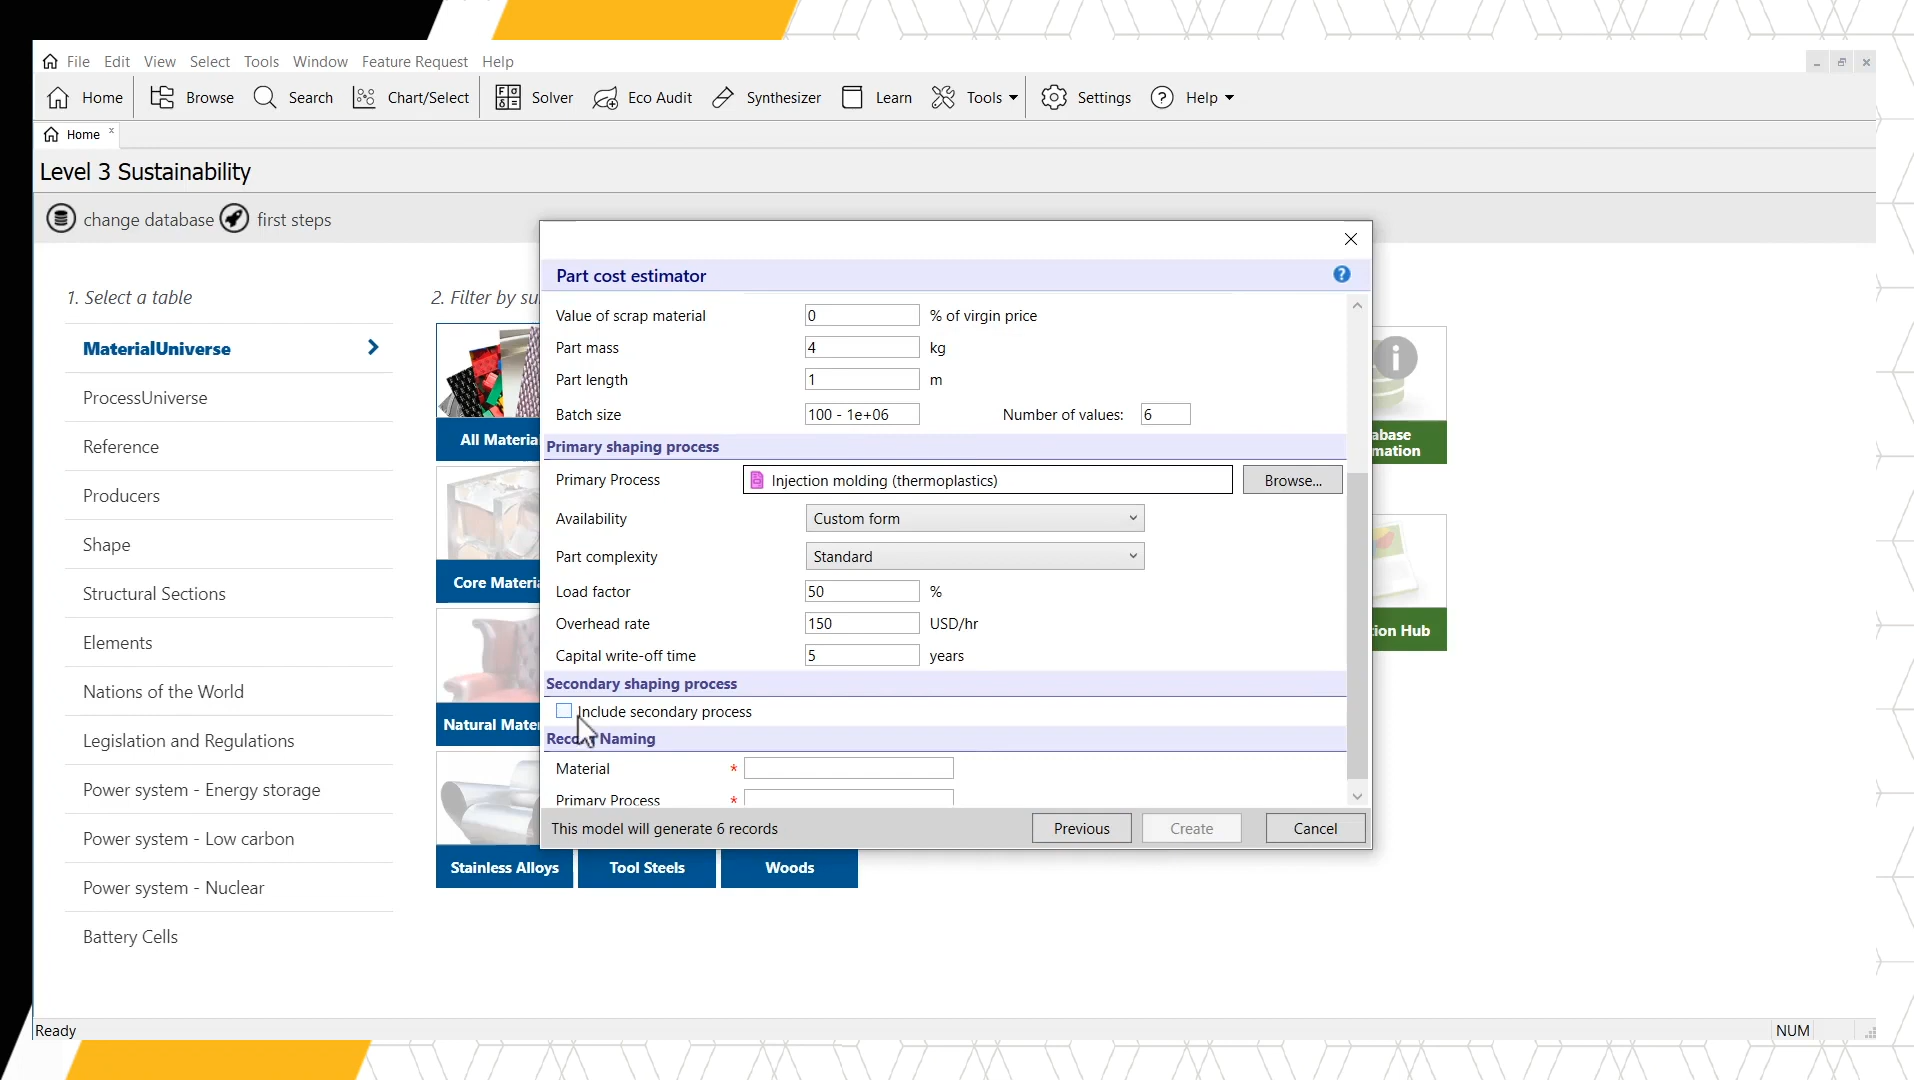 File Edit View Select Tools Window Feature Request Help
Home Browse Search Chart/Select Solver Eco Audit Synthesizer Learn Tools Settings ? Help
Home x
Level 3 Sustainability
change database first steps
1. Select a table
MaterialUniverse
ProcessUniverse
Reference
Producers
Shape
Structural Sections
Elements
Nations of the World
Legislation and Regulations
Power system - Energy storage
Power system - Low carbon
Power system - Nuclear
Battery Cells
2. Filter by su
All Materia
Core Materia
Natural Mate
Stainless Alloys
Tool Steels
Woods
Part cost estimator ?
Value of scrap material 0 % of virgin price
Part mass 4 kg
Part length 1 m
Batch size 100 - 1e+06 Number of values: 6
Primary shaping process
Primary Process Injection molding (thermoplastics) Browse...
Availability Custom form
Part complexity Standard
Load factor 50 %
Overhead rate 150 USD/hr
Capital write-off time 5 years
Secondary shaping process
Include secondary process
Record Naming
Material *
Primary Process *
This model will generate 6 records Previous Create Cancel
i
abase
mation
ion Hub
Ready NUM